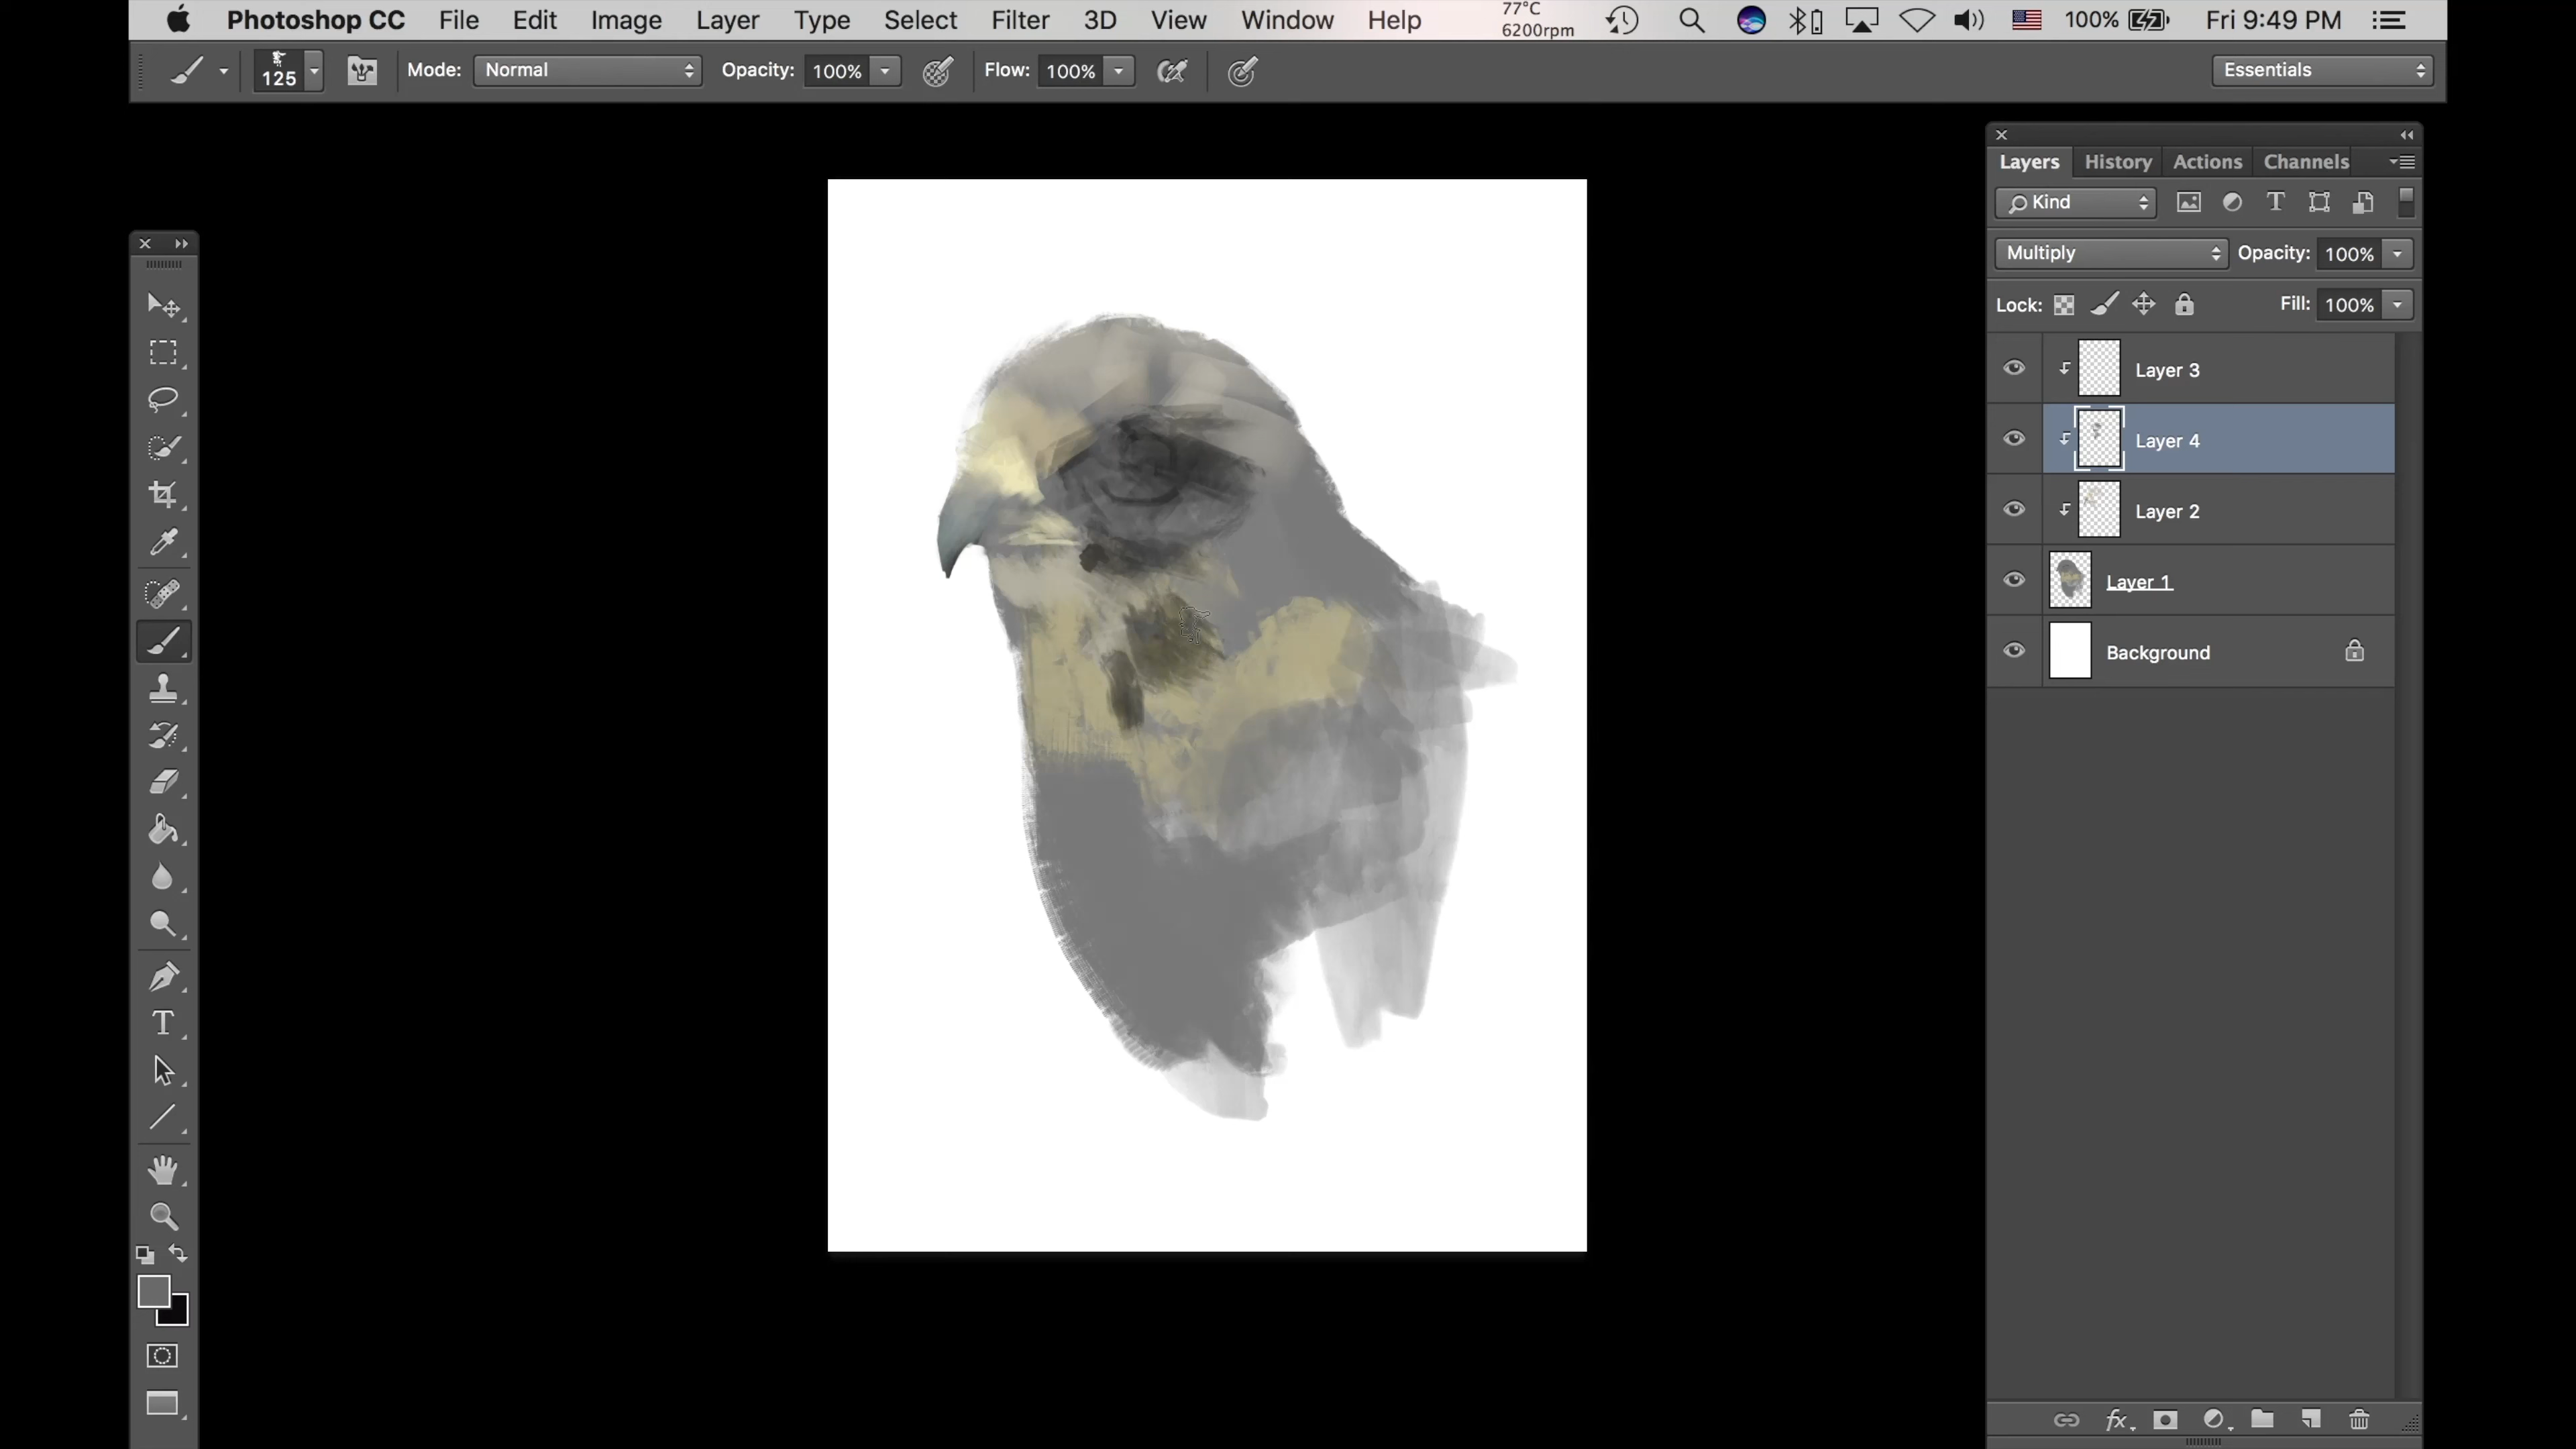 Photoshop CC File Edit Image Layer Type Select Filter 3D View Window Help 77°C 6200rpm 100% Fri 9:49 PM
125 Mode: Normal Opacity: 100% Flow: 100% Essentials
Layers History Actions Channels
Kind
Multiply Opacity: 100%
Lock: Fill: 100%
Layer 3
Layer 4
Layer 2
Layer 1
Background